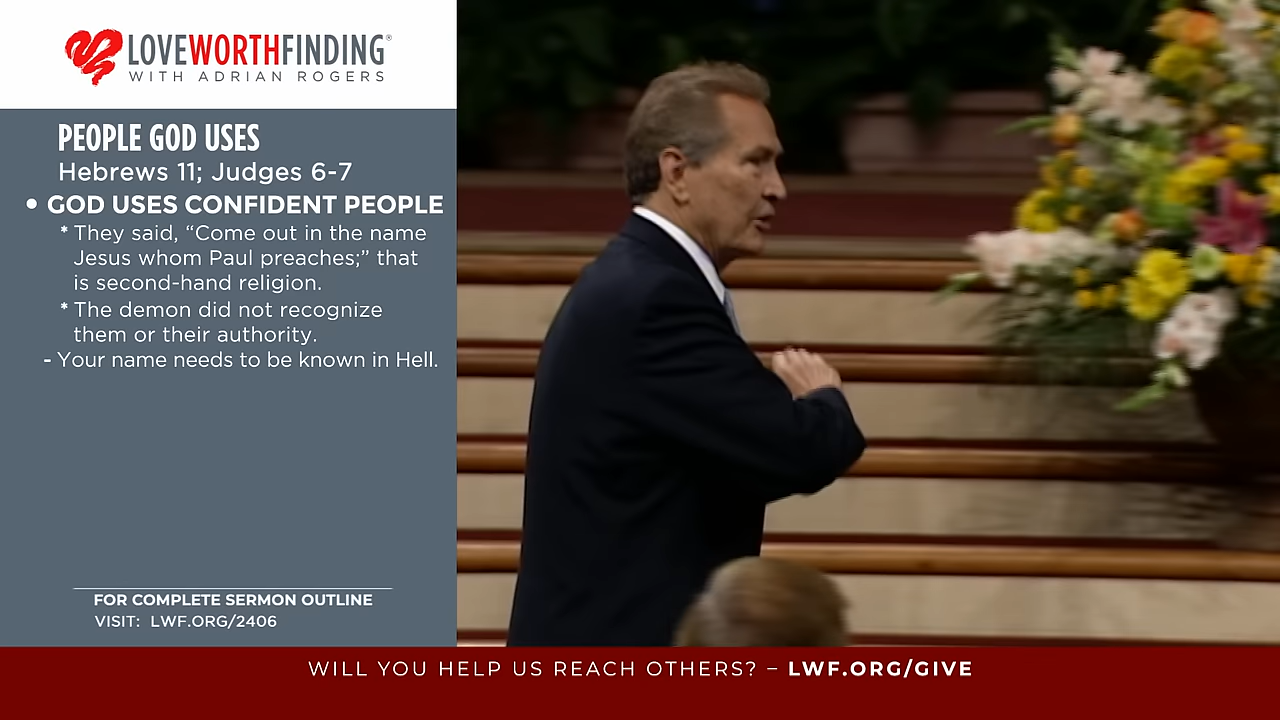 LOVEWORTHFINDING®
WITH ADRIAN ROGERS
PEOPLE GOD USES
Hebrews 11; Judges 6-7
• GOD USES CONFIDENT PEOPLE
* They said, “Come out in the name
Jesus whom Paul preaches;” that
is second-hand religion.
* The demon did not recognize
them or their authority.
- Your name needs to be known in Hell.
FOR COMPLETE SERMON OUTLINE
VISIT: LWF.ORG/2406
WILL YOU HELP US REACH OTHERS? – LWF.ORG/GIVE